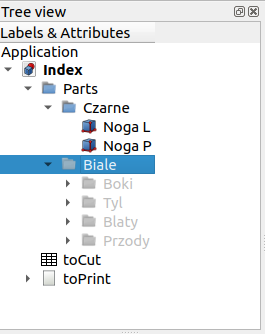 Tree view
Labels & Attributes
Application
Index
Parts
Czarne
Noga L
Noga P
Biale
Boki
Tyl
Blaty
Przody
toCut
toPrint